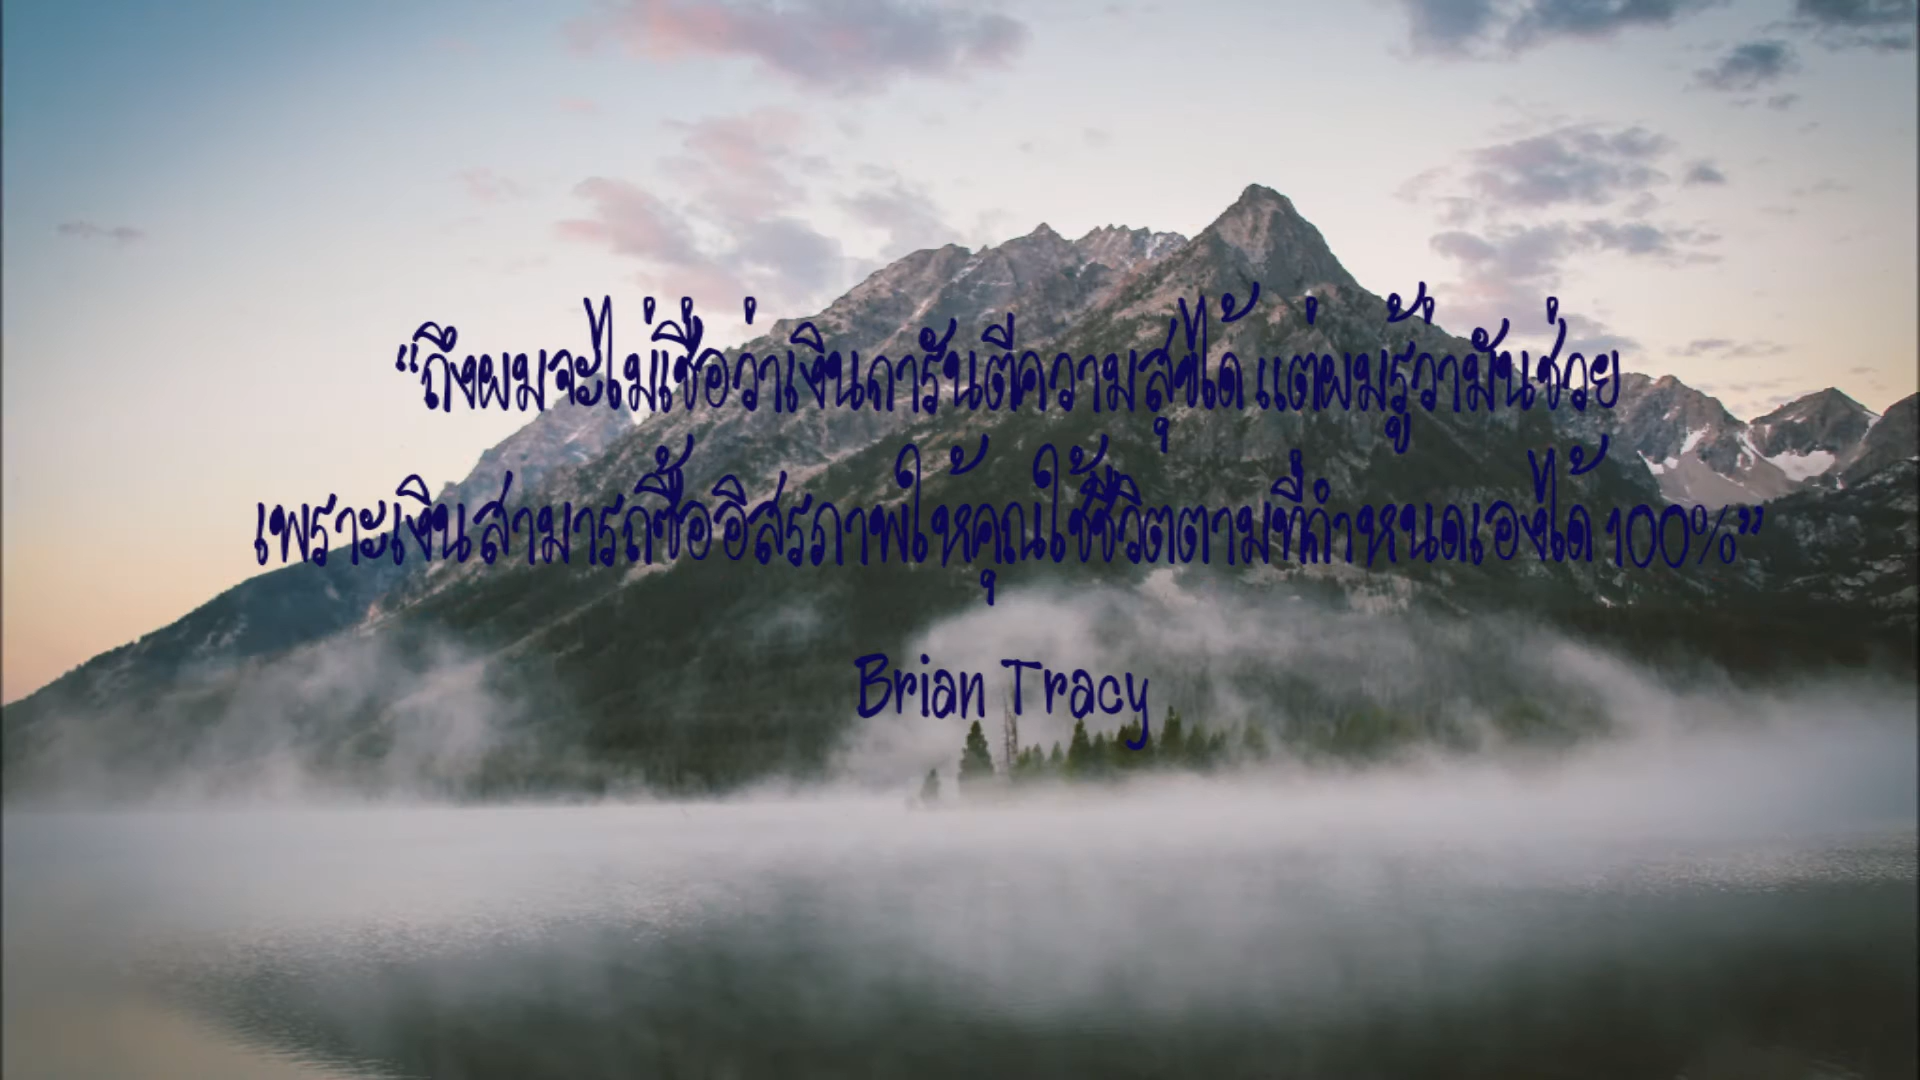 “ถึงผมจะไม่เชื่อว่าเงินการันตีความสุขได้ แต่ผมรู้ว่ามันช่วย
เพราะเงินสามารถซื้ออิสรภาพให้คุณใช้ชีวิตตามที่กำหนดเองได้ 100%”
Brian Tracy